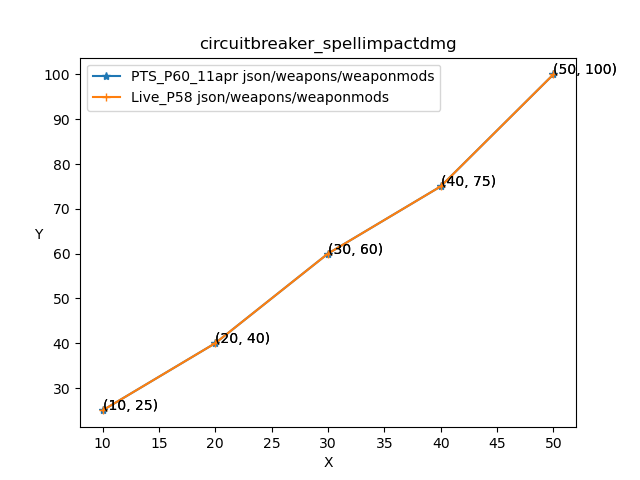 circuitbreaker_spellimpactdmg
PTS_P60_11apr json/weapons/weaponmods
Live_P58 json/weapons/weaponmods
(50, 100)
(40, 75)
(30, 60)
(20, 40)
(10, 25)
Y
100
90
80
70
60
50
40
30
10 15 20 25 30 35 40 45 50
X